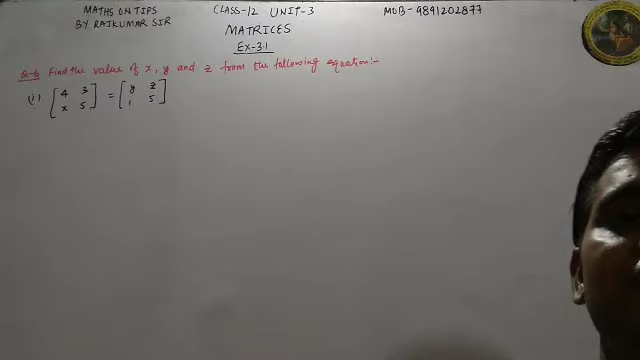 MATHS ON TIPS
BY RAJKUMAR SIR
CLASS-12 UNIT-3
MOB- 9891202877
MATRICES
EX-3.1
Q-6 Find the value of x, y and z from the following equation:-
(i) [4 3 = [y z
x 5] 1 5]